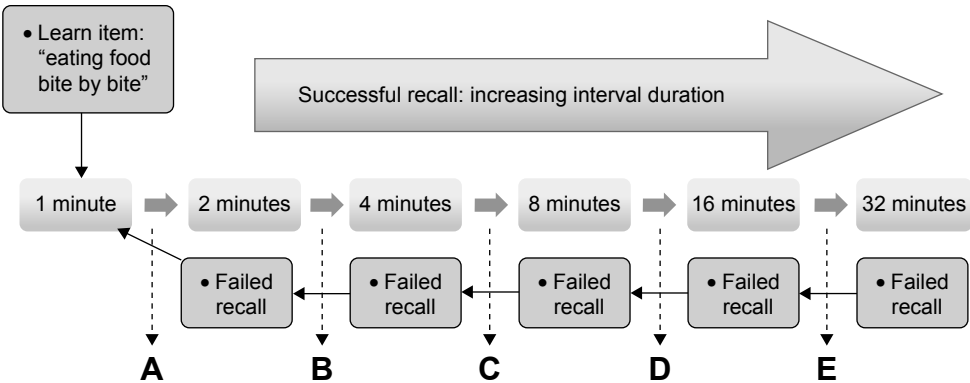 • Learn item:
“eating food
bite by bite”
Successful recall: increasing interval duration
1 minute
2 minutes
4 minutes
8 minutes
16 minutes
32 minutes
• Failed
recall
• Failed
recall
• Failed
recall
• Failed
recall
• Failed
recall
A
B
C
D
E